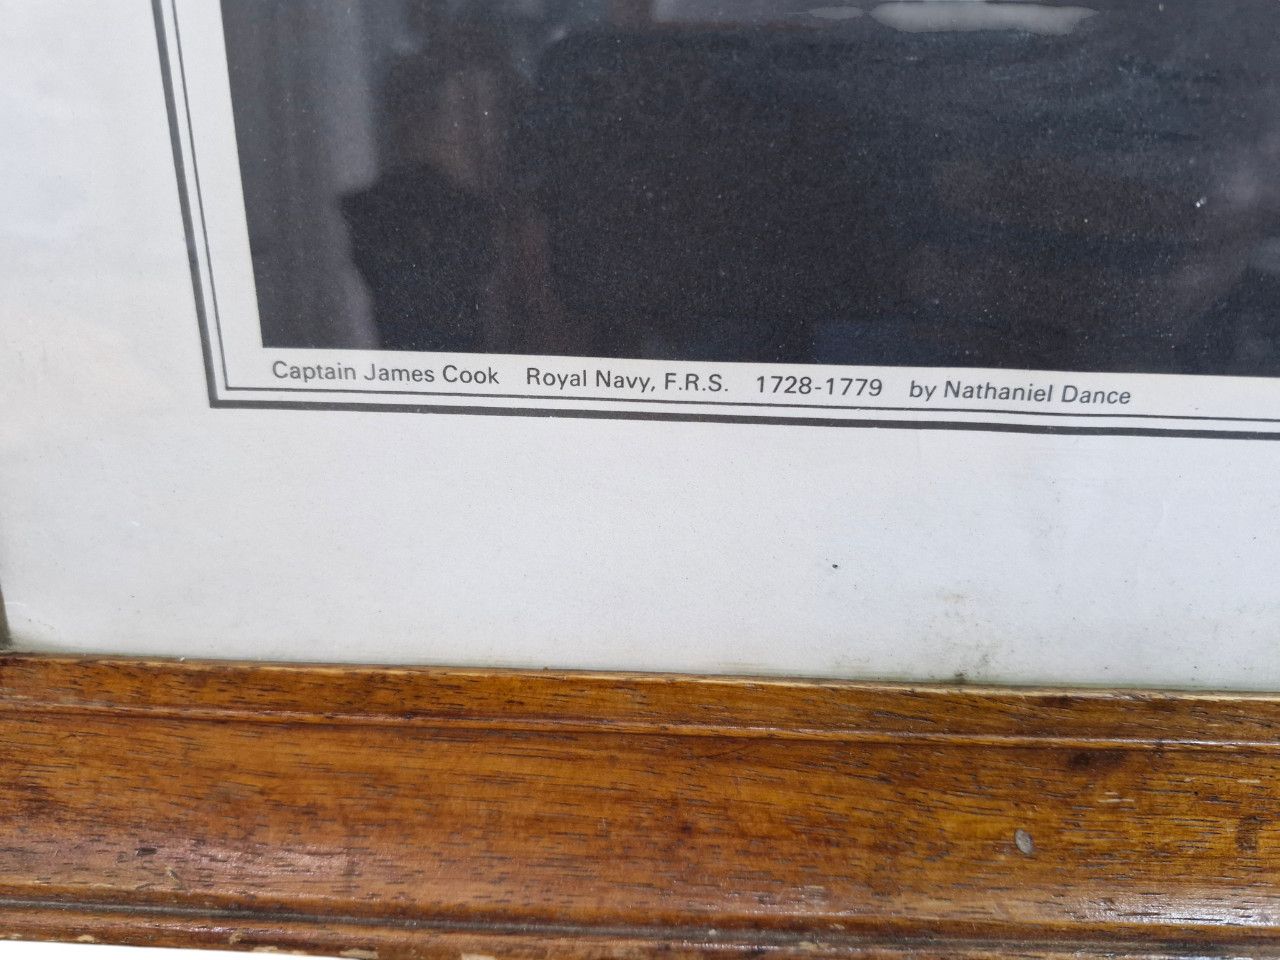 Captain James Cook Royal Navy, F.R.S. 1728-1779 by Nathaniel Dance